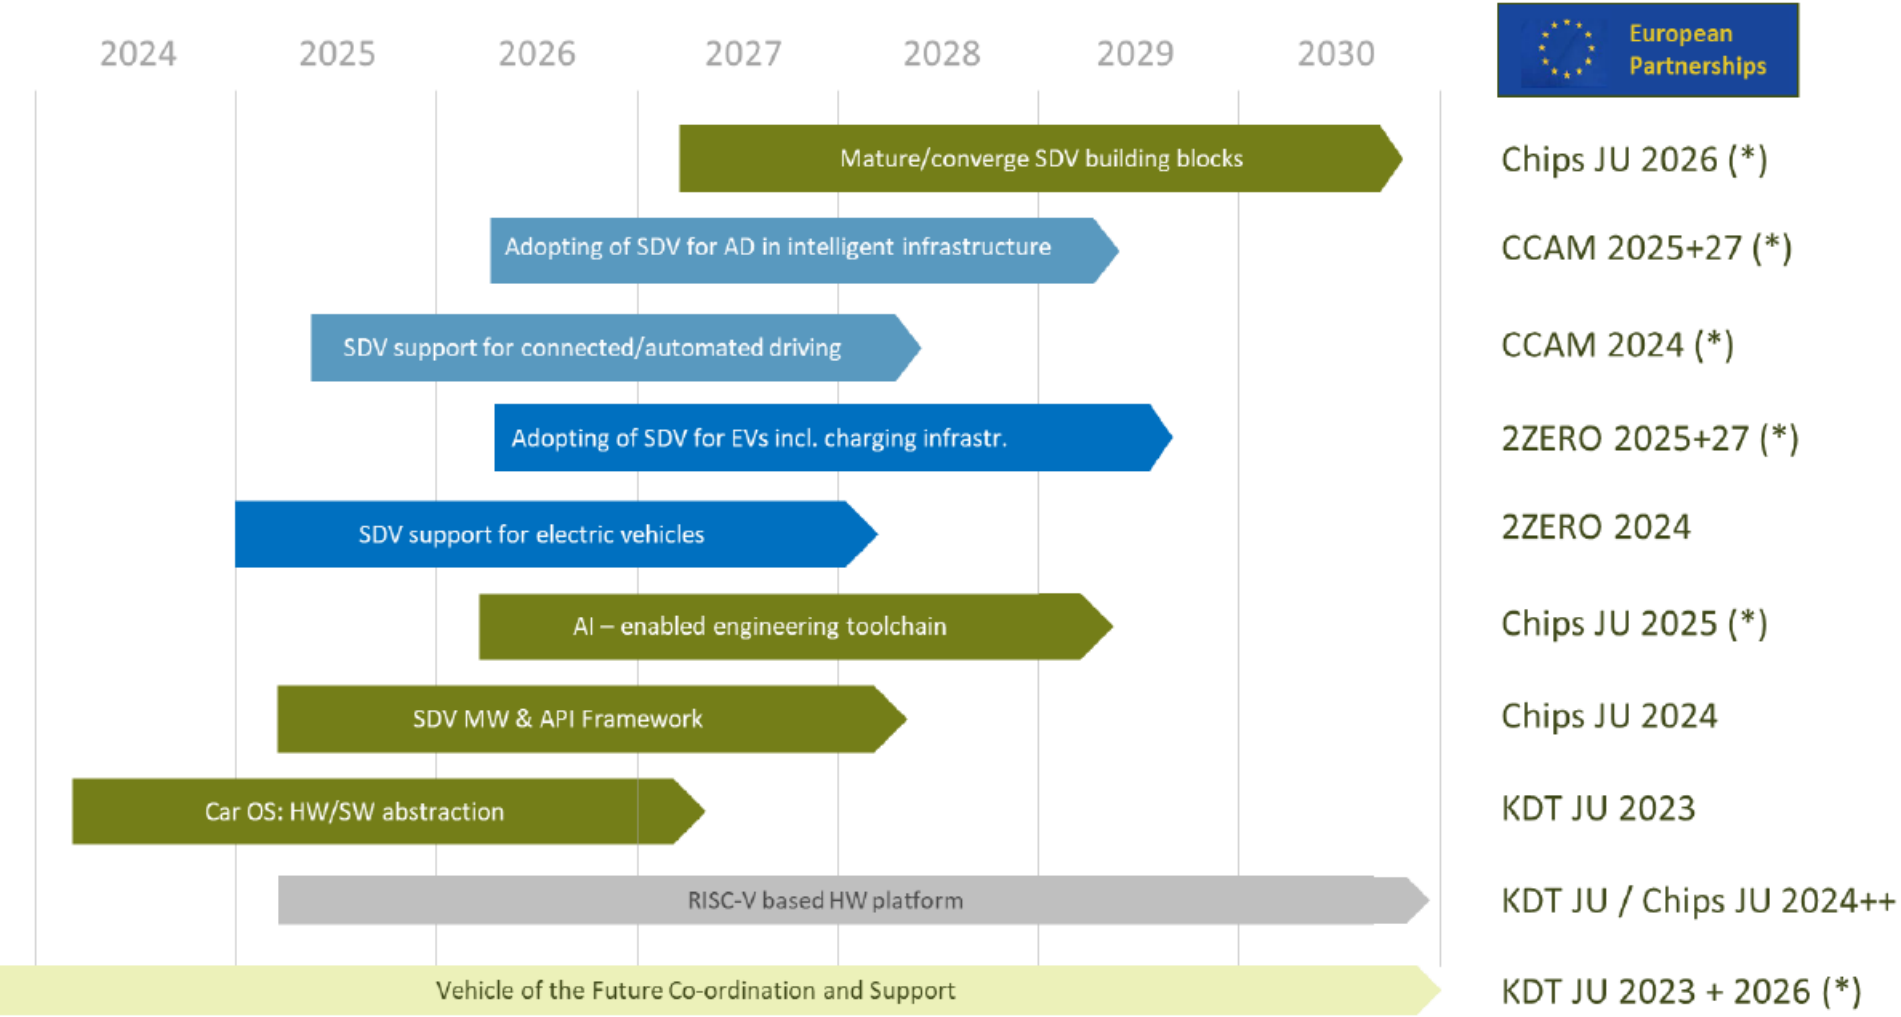 2024 2025 2026 2027 2028 2029 2030
European
Partnerships
Mature/converge SDV building blocks
Chips JU 2026 (*)
Adopting of SDV for AD in intelligent infrastructure
CCAM 2025+27 (*)
SDV support for connected/automated driving
CCAM 2024 (*)
Adopting of SDV for EVs incl. charging infrastr.
2ZERO 2025+27 (*)
SDV support for electric vehicles
2ZERO 2024
AI – enabled engineering toolchain
Chips JU 2025 (*)
SDV MW & API Framework
Chips JU 2024
Car OS: HW/SW abstraction
KDT JU 2023
RISC-V based HW platform
KDT JU / Chips JU 2024++
Vehicle of the Future Co-ordination and Support
KDT JU 2023 + 2026 (*)